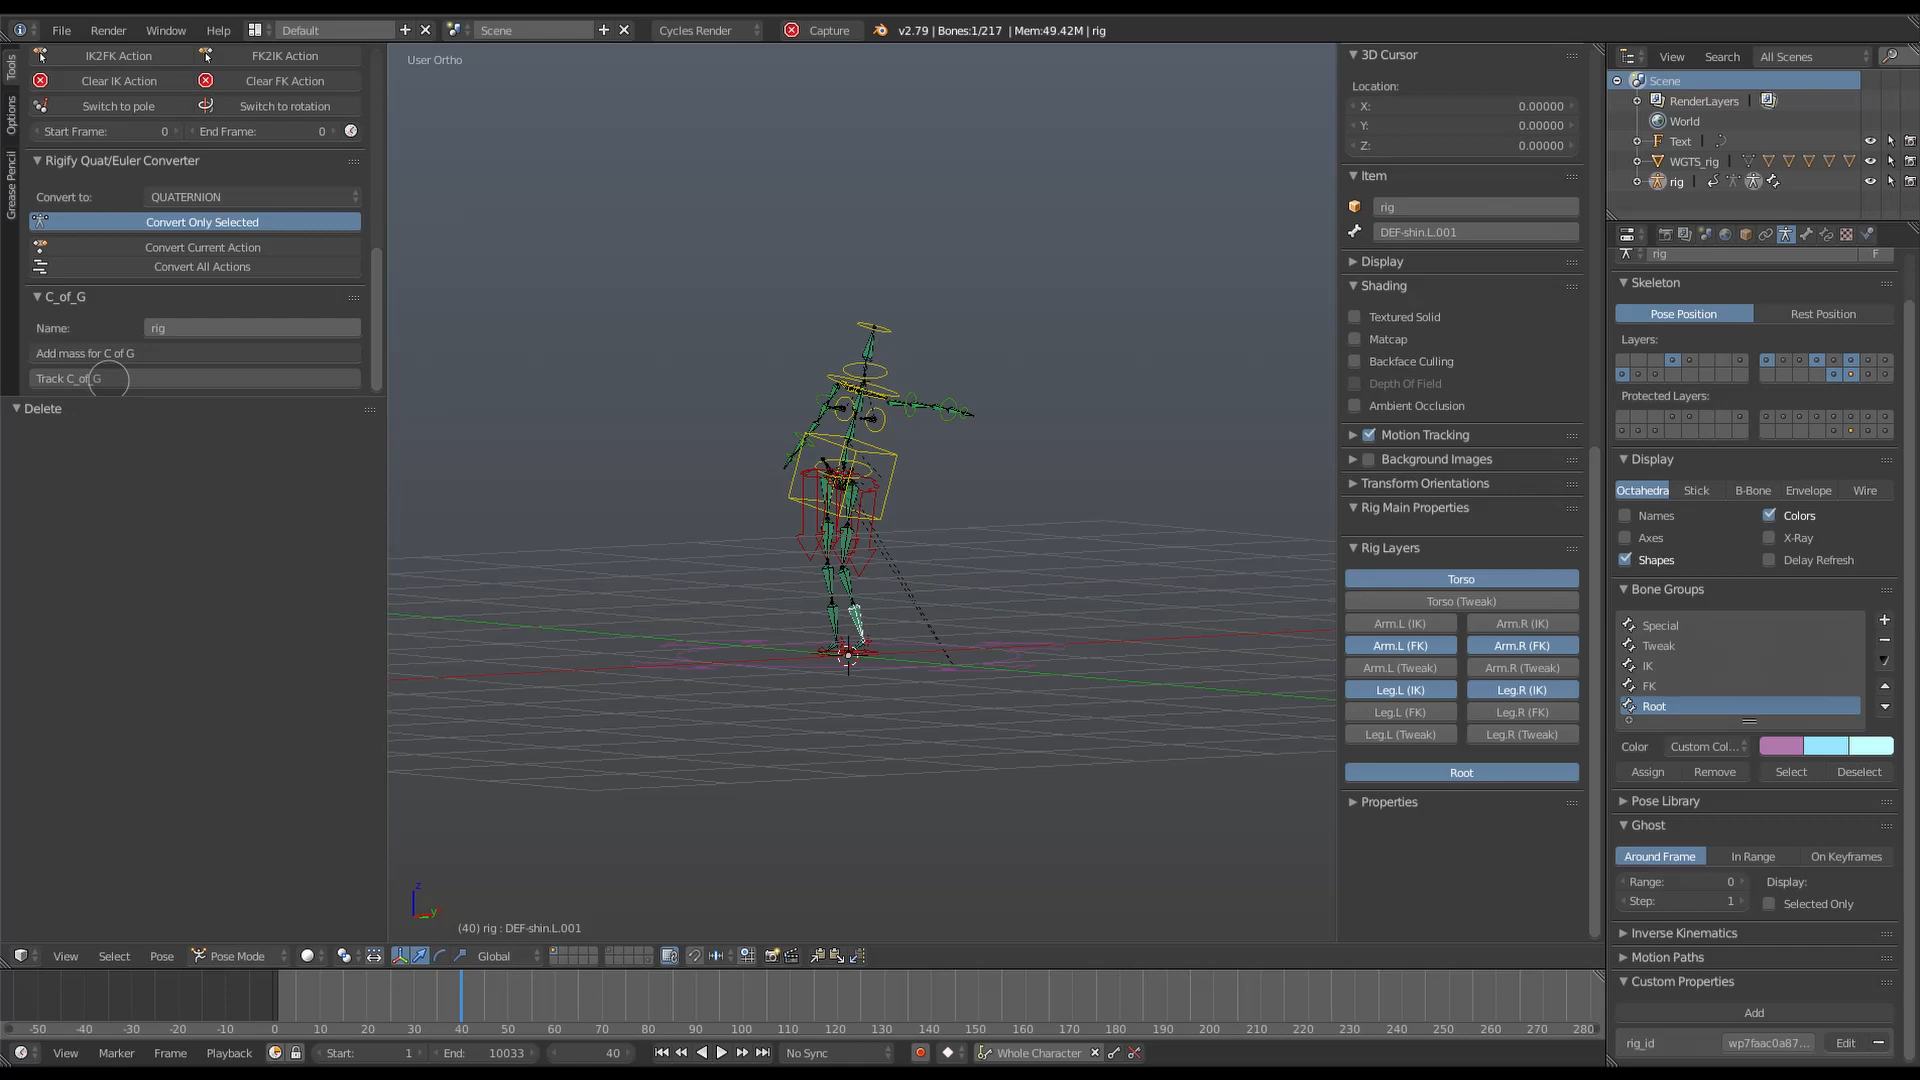 File Render Window Help Default Scene Cycles Render Capture v2.79 | Bones:1/217 | Mem:49.42M | rig
Tools
Options
Grease Pencil
IK2FK Action FK2IK Action
Clear IK Action Clear FK Action
Switch to pole Switch to rotation
Start Frame: 0 End Frame: 0
Rigify Quat/Euler Converter
Convert to: QUATERNION
Convert Only Selected
Convert Current Action
Convert All Actions
C_of_G
Name: rig
Add mass for C of G
Track C_of_G
Delete
User Ortho
z
y
(40) rig : DEF-shin.L.001
3D Cursor
Location:
X: 0.00000
Y: 0.00000
Z: 0.00000
Item
rig
DEF-shin.L.001
Display
Shading
Textured Solid
Matcap
Backface Culling
Depth Of Field
Ambient Occlusion
Motion Tracking
Background Images
Transform Orientations
Rig Main Properties
Rig Layers
Torso
Torso (Tweak)
Arm.L (IK) Arm.R (IK)
Arm.L (FK) Arm.R (FK)
Arm.L (Tweak) Arm.R (Tweak)
Leg.L (IK) Leg.R (IK)
Leg.L (FK) Leg.R (FK)
Leg.L (Tweak) Leg.R (Tweak)
Root
Properties
View Search All Scenes
Scene
RenderLayers
World
Text
WGTS_rig
rig
rig F
Skeleton
Pose Position Rest Position
Layers:
Protected Layers:
Display
Octahedra Stick B-Bone Envelope Wire
Names Colors
Axes X-Ray
Shapes Delay Refresh
Bone Groups
Special
Tweak
IK
FK
Root
Color Custom Col...
Assign Remove Select Deselect
Pose Library
Ghost
Around Frame In Range On Keyframes
Range: 0 Display:
Step: 1 Selected Only
Inverse Kinematics
Motion Paths
Custom Properties
Add
rig_id wp7faac0a87... Edit
View Select Pose Pose Mode Global
-50 -40 -30 -20 -10 0 10 20 30 40 50 60 70 80 90 100 110 120 130 140 150 160 170 180 190 200 210 220 230 240 250 260 270 280
View Marker Frame Playback Start: 1 End: 10033 40 No Sync Whole Character